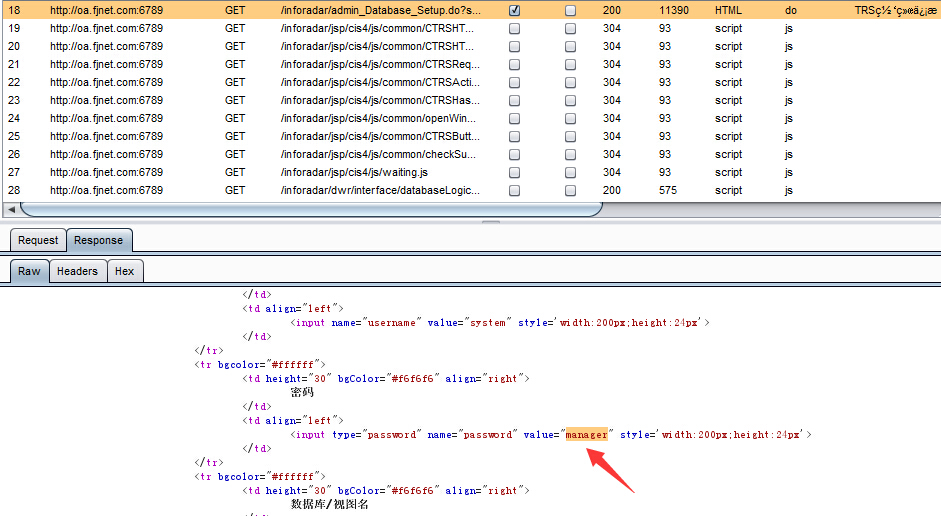 18 http://oa.fjnet.com:6789 GET /inforadar/admin_Database_Setup.do?s... 200 11390 HTML do
19 http://oa.fjnet.com:6789 GET /inforadar/jsp/cis4/js/common/CTRSHT... 304 93 script js
20 http://oa.fjnet.com:6789 GET /inforadar/jsp/cis4/js/common/CTRSHT... 304 93 script js
21 http://oa.fjnet.com:6789 GET /inforadar/jsp/cis4/js/common/CTRSReq... 304 93 script js
22 http://oa.fjnet.com:6789 GET /inforadar/jsp/cis4/js/common/CTRSActi... 304 93 script js
23 http://oa.fjnet.com:6789 GET /inforadar/jsp/cis4/js/common/CTRSHas... 304 93 script js
24 http://oa.fjnet.com:6789 GET /inforadar/jsp/cis4/js/common/openWin... 304 93 script js
25 http://oa.fjnet.com:6789 GET /inforadar/jsp/cis4/js/common/CTRSButt... 304 93 script js
26 http://oa.fjnet.com:6789 GET /inforadar/jsp/cis4/js/common/checkSu... 304 93 script js
27 http://oa.fjnet.com:6789 GET /inforadar/jsp/cis4/js/waiting.js 304 93 script js
28 http://oa.fjnet.com:6789 GET /inforadar/dwr/interface/databaseLogic... 200 575 script js
Request Response
Raw Headers Hex
</td>
<td align="left">
<input name="username" value="system" style='width:200px;height:24px'>
</td>
</tr>
<tr bgcolor="#ffffff">
<td height="30" bgColor="#f6f6f6" align="right">
密码
</td>
<td align="left">
<input type="password" name="password" value="manager" style='width:200px;height:24px'>
</td>
</tr>
<tr bgcolor="#ffffff">
<td height="30" bgColor="#f6f6f6" align="right">
数据库/视图名